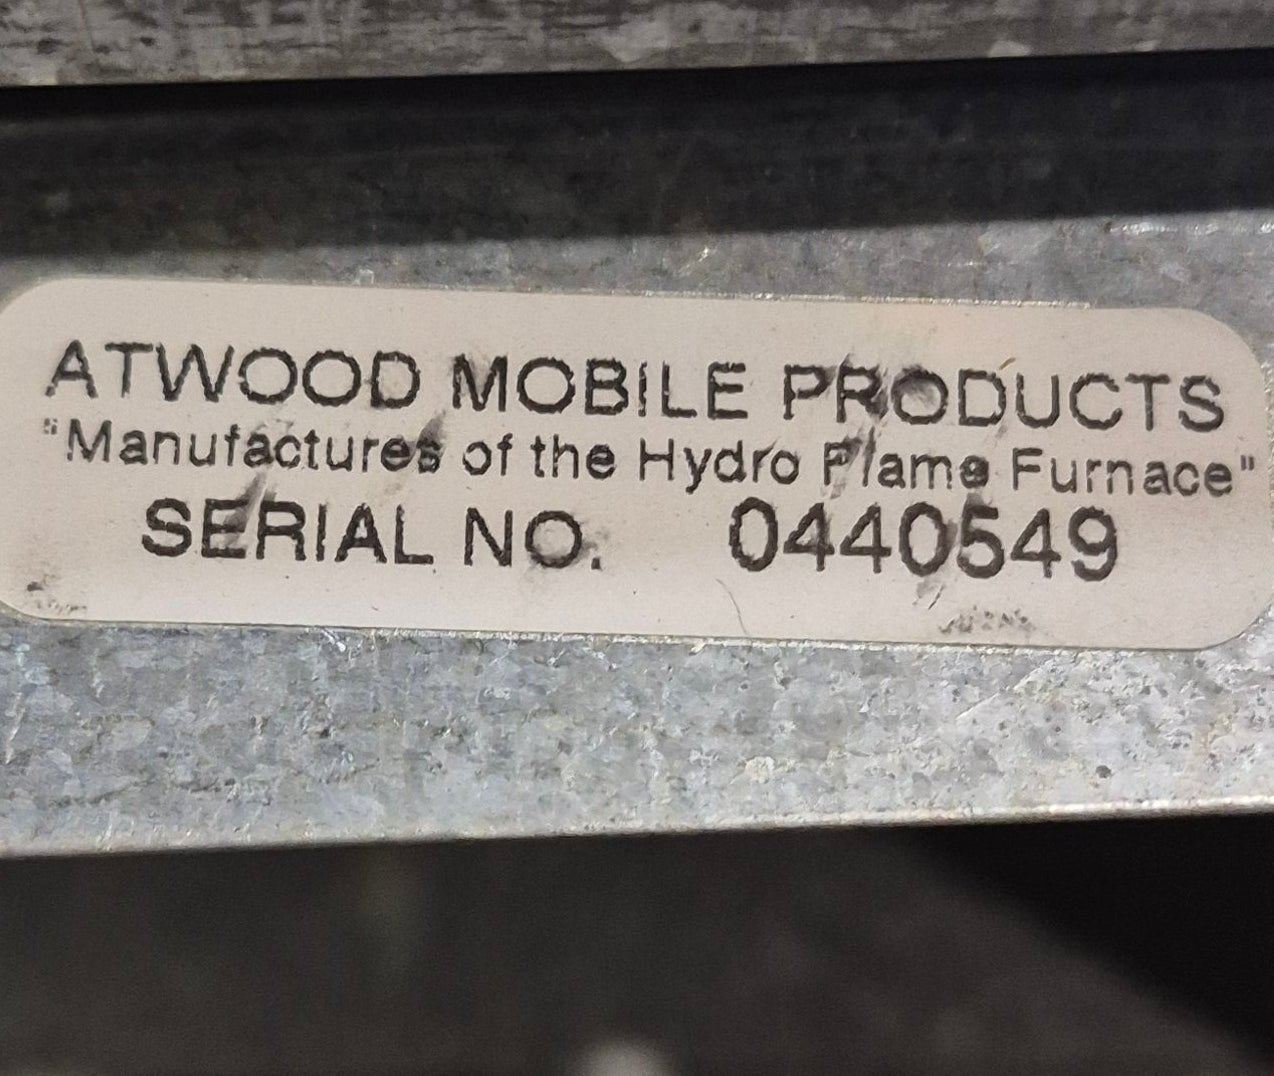 ATWOOD MOBILE PRODUCTS
"Manufactures of the Hydro Flame Furnace"
SERIAL NO. 0440549